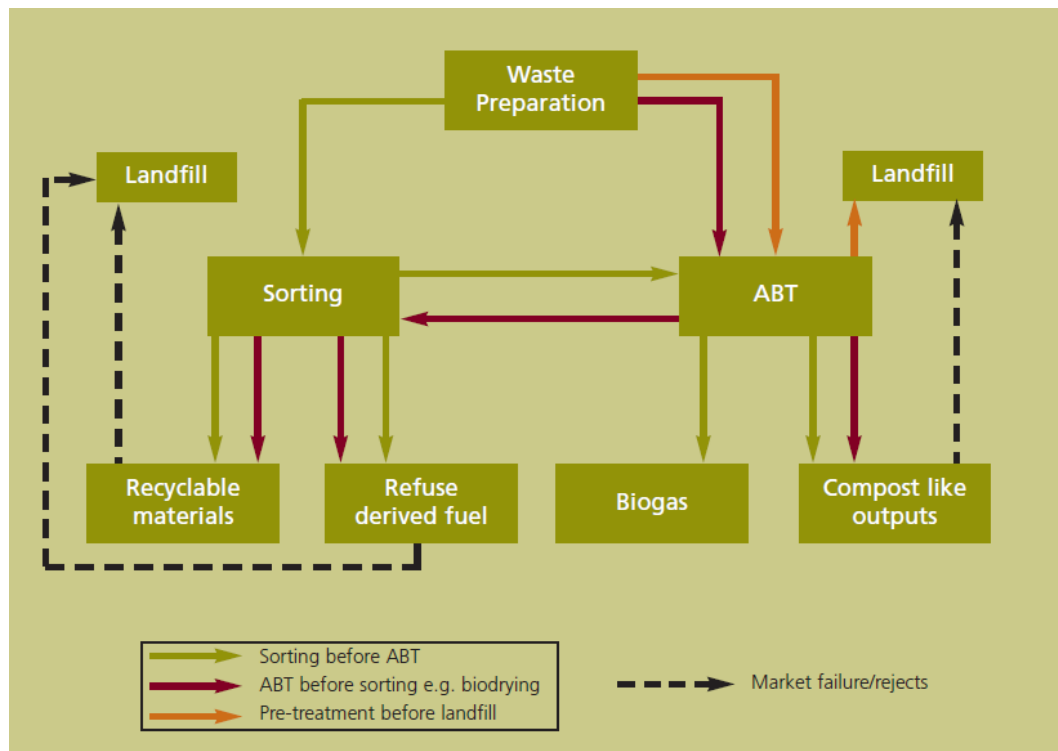 Waste
Preparation
Landfill
Landfill
Sorting
ABT
Recyclable
materials
Refuse
derived fuel
Biogas
Compost like
outputs
Sorting before ABT
ABT before sorting e.g. biodrying
Pre-treatment before landfill
Market failure/rejects